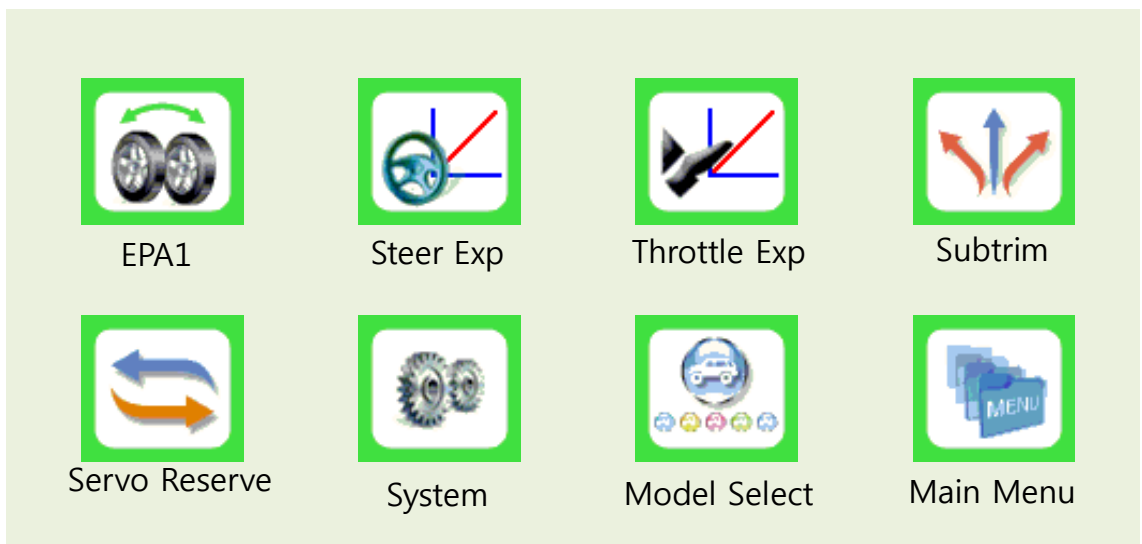 EPA1
Steer Exp
Throttle Exp
Subtrim
MENU
Servo Reserve
System
Model Select
Main Menu